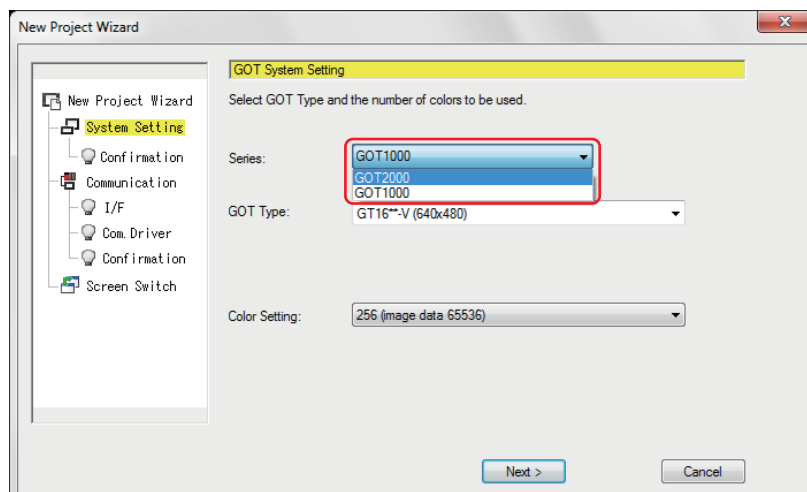 New Project Wizard
GOT System Setting
Select GOT Type and the number of colors to be used.
New Project Wizard
System Setting
Confirmation
Communication
I/F
Com. Driver
Confirmation
Screen Switch
Series:
GOT1000
GOT2000
GOT1000
GOT Type:
GT16**-V (640x480)
Color Setting:
256 (image data 65536)
Next >
Cancel